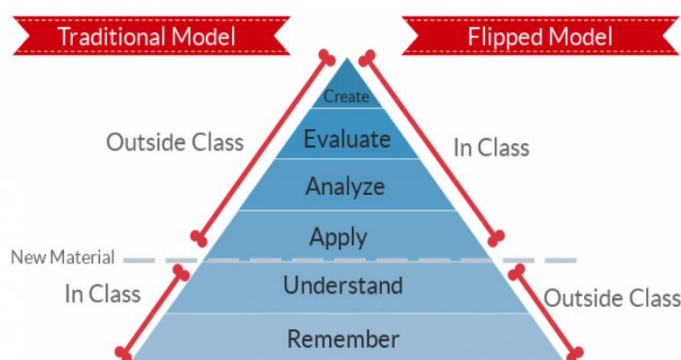 Traditional Model
Flipped Model
Create
Outside Class
Evaluate
In Class
Analyze
Apply
New Material
In Class
Understand
Outside Class
Remember